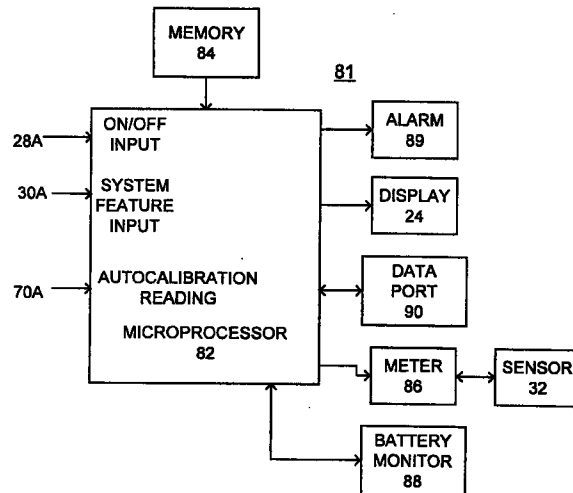 MEMORY
84
81
ON/OFF
INPUT
28A
SYSTEM
FEATURE
INPUT
30A
AUTOCALIBRATION
READING
70A
MICROPROCESSOR
82
ALARM
89
DISPLAY
24
DATA
PORT
90
METER
86
SENSOR
32
BATTERY
MONITOR
88